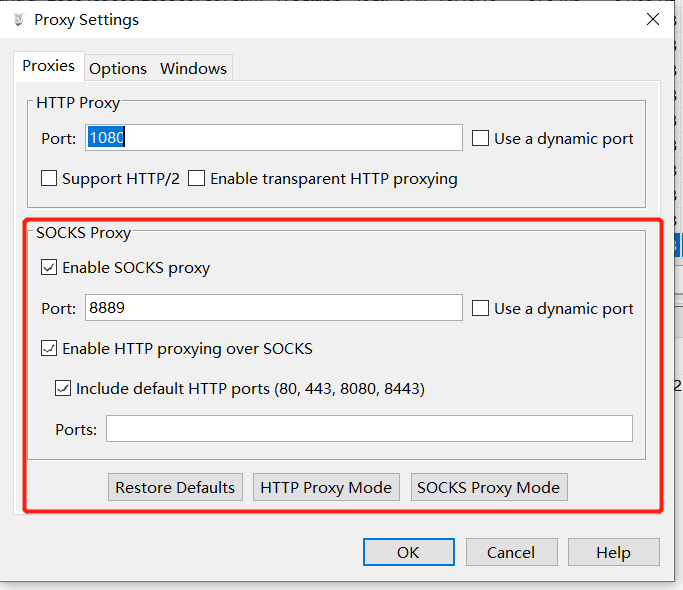 Proxy Settings
Proxies Options Windows
HTTP Proxy
Port: 1080 Use a dynamic port
Support HTTP/2 Enable transparent HTTP proxying
SOCKS Proxy
Enable SOCKS proxy
Port: 8889 Use a dynamic port
Enable HTTP proxying over SOCKS
Include default HTTP ports (80, 443, 8080, 8443)
Ports:
Restore Defaults HTTP Proxy Mode SOCKS Proxy Mode
OK Cancel Help